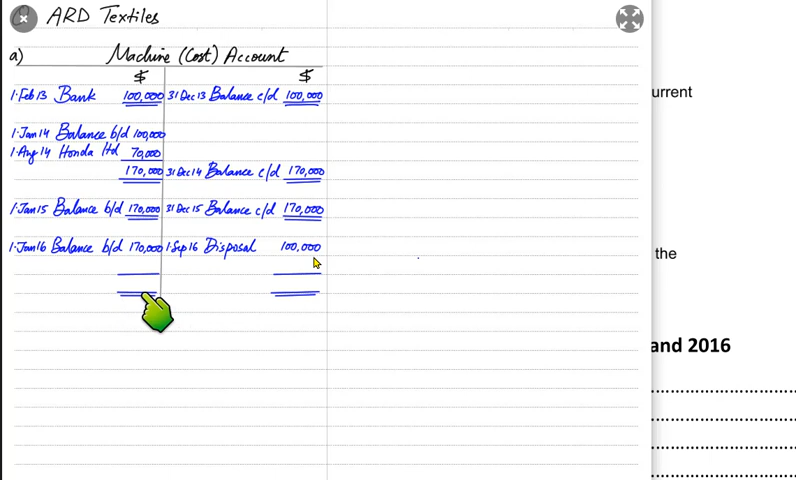 ARD Textiles
a) Machine (Cost) Account
$ $
1·Feb 13 Bank 100,000 31 Dec 13 Balance c/d 100,000
1·Jan 14 Balance b/d 100,000
1·Aug 14 Honda ltd 70,000
170,000 31 Dec 14 Balance c/d 170,000
1·Jan 15 Balance b/d 170,000 31 Dec 15 Balance c/d 170,000
1·Jan 16 Balance b/d 170,000 1·Sep 16 Disposal 100,000
urrent
the
and 2016